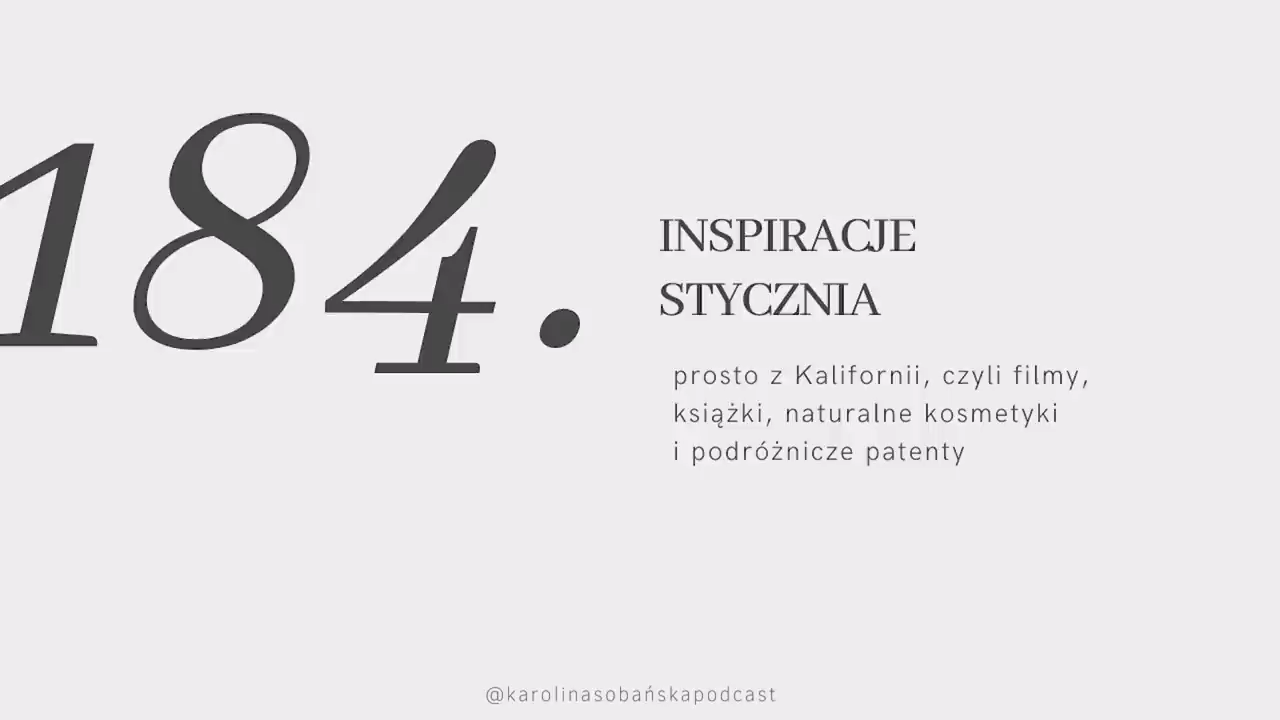 184.
INSPIRACJE
STYCZNIA
prosto z Kalifornii, czyli filmy,
książki, naturalne kosmetyki
i podróżnicze patenty
@karolinasobańskapodcast